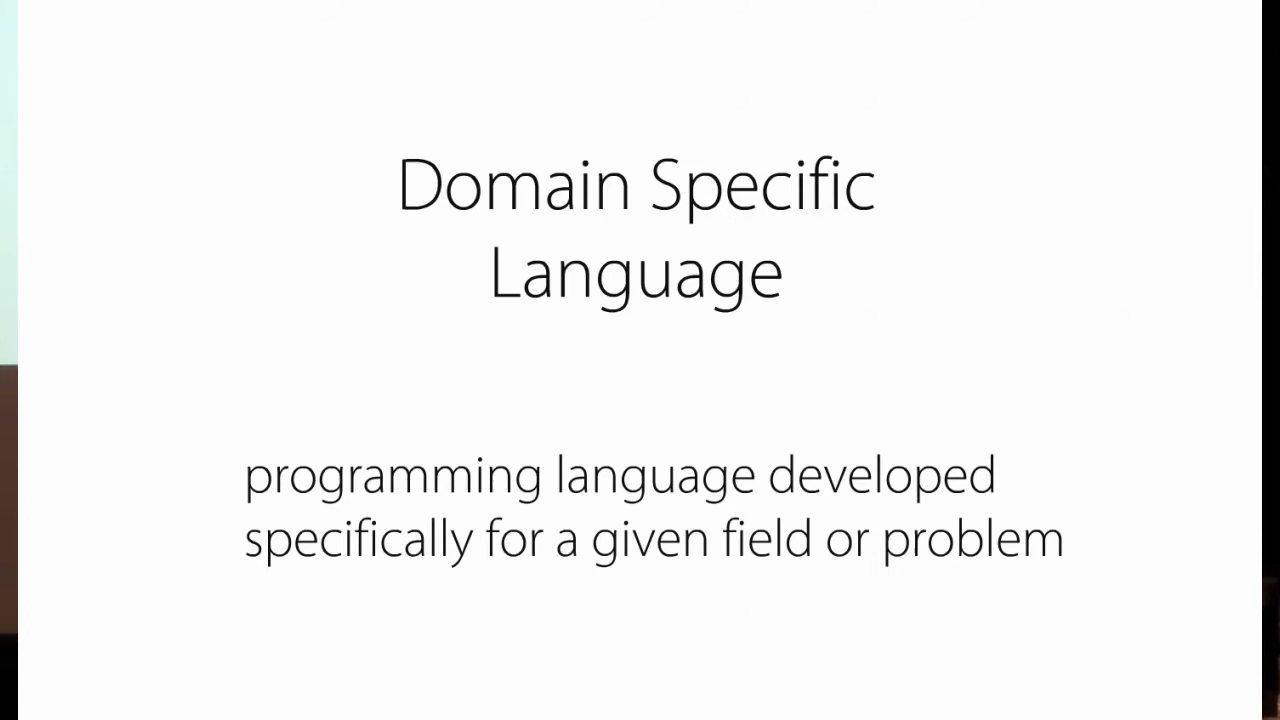 Domain Specific
Language
programming language developed
specifically for a given field or problem